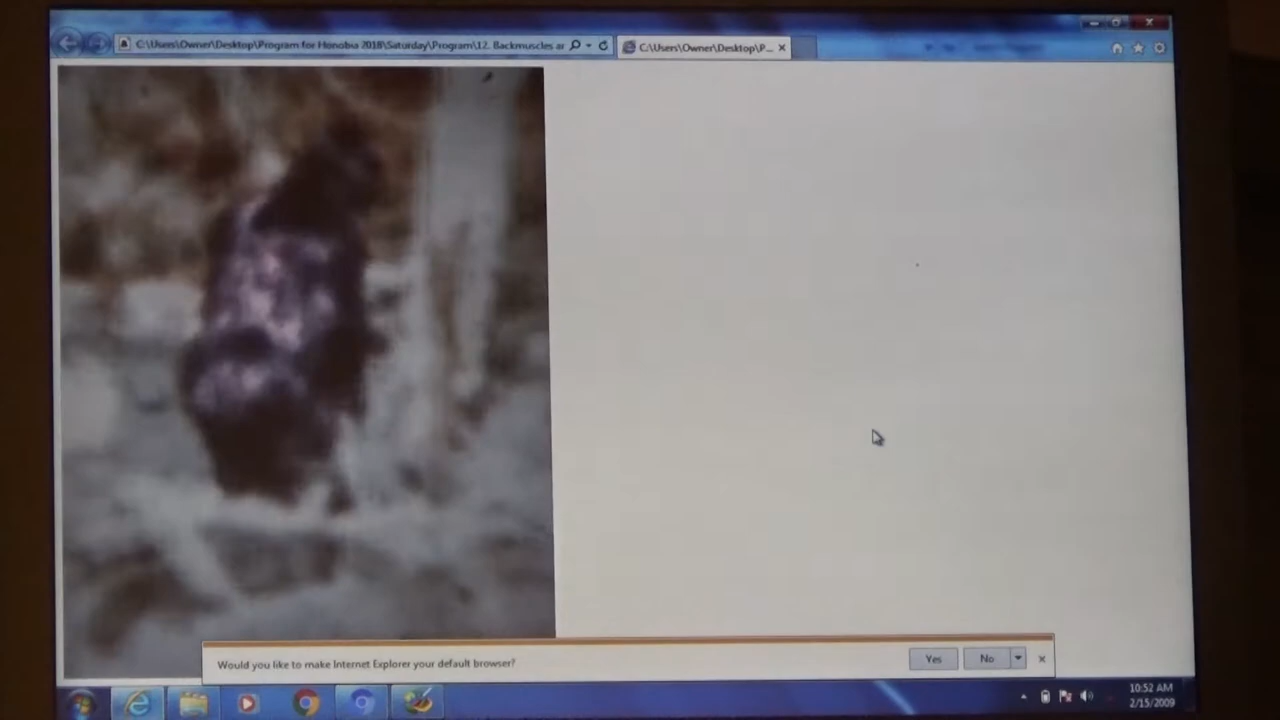 C:\Users\Owner\Desktop\Program for Honobia 2018\Saturday\Program\12. Backmuscles ar
C:\Users\Owner\Desktop\P...
Would you like to make Internet Explorer your default browser?
Yes
No
10:52 AM
2/15/2009